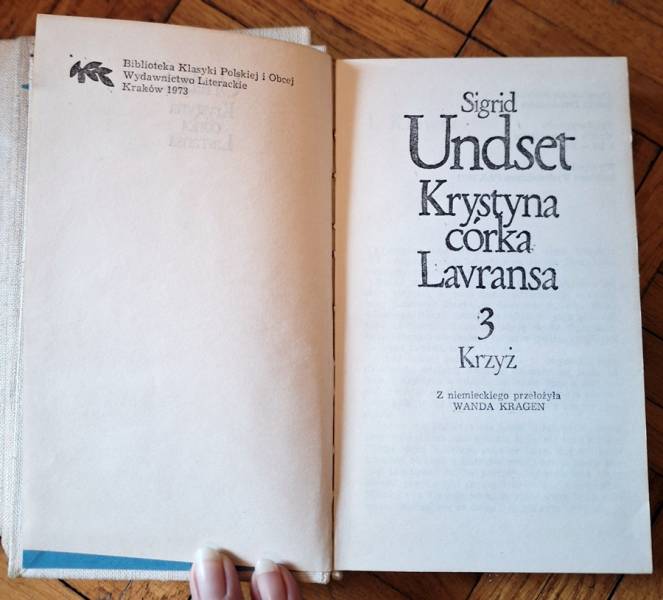 Biblioteka Klasyki Polskiej i Obcej
Wydawnictwo Literackie
Kraków 1973
Sigrid
Undset
Krystyna
córka
Lavransa
3
Krzyż
Z niemieckiego przełożyła
WANDA KRAGEN